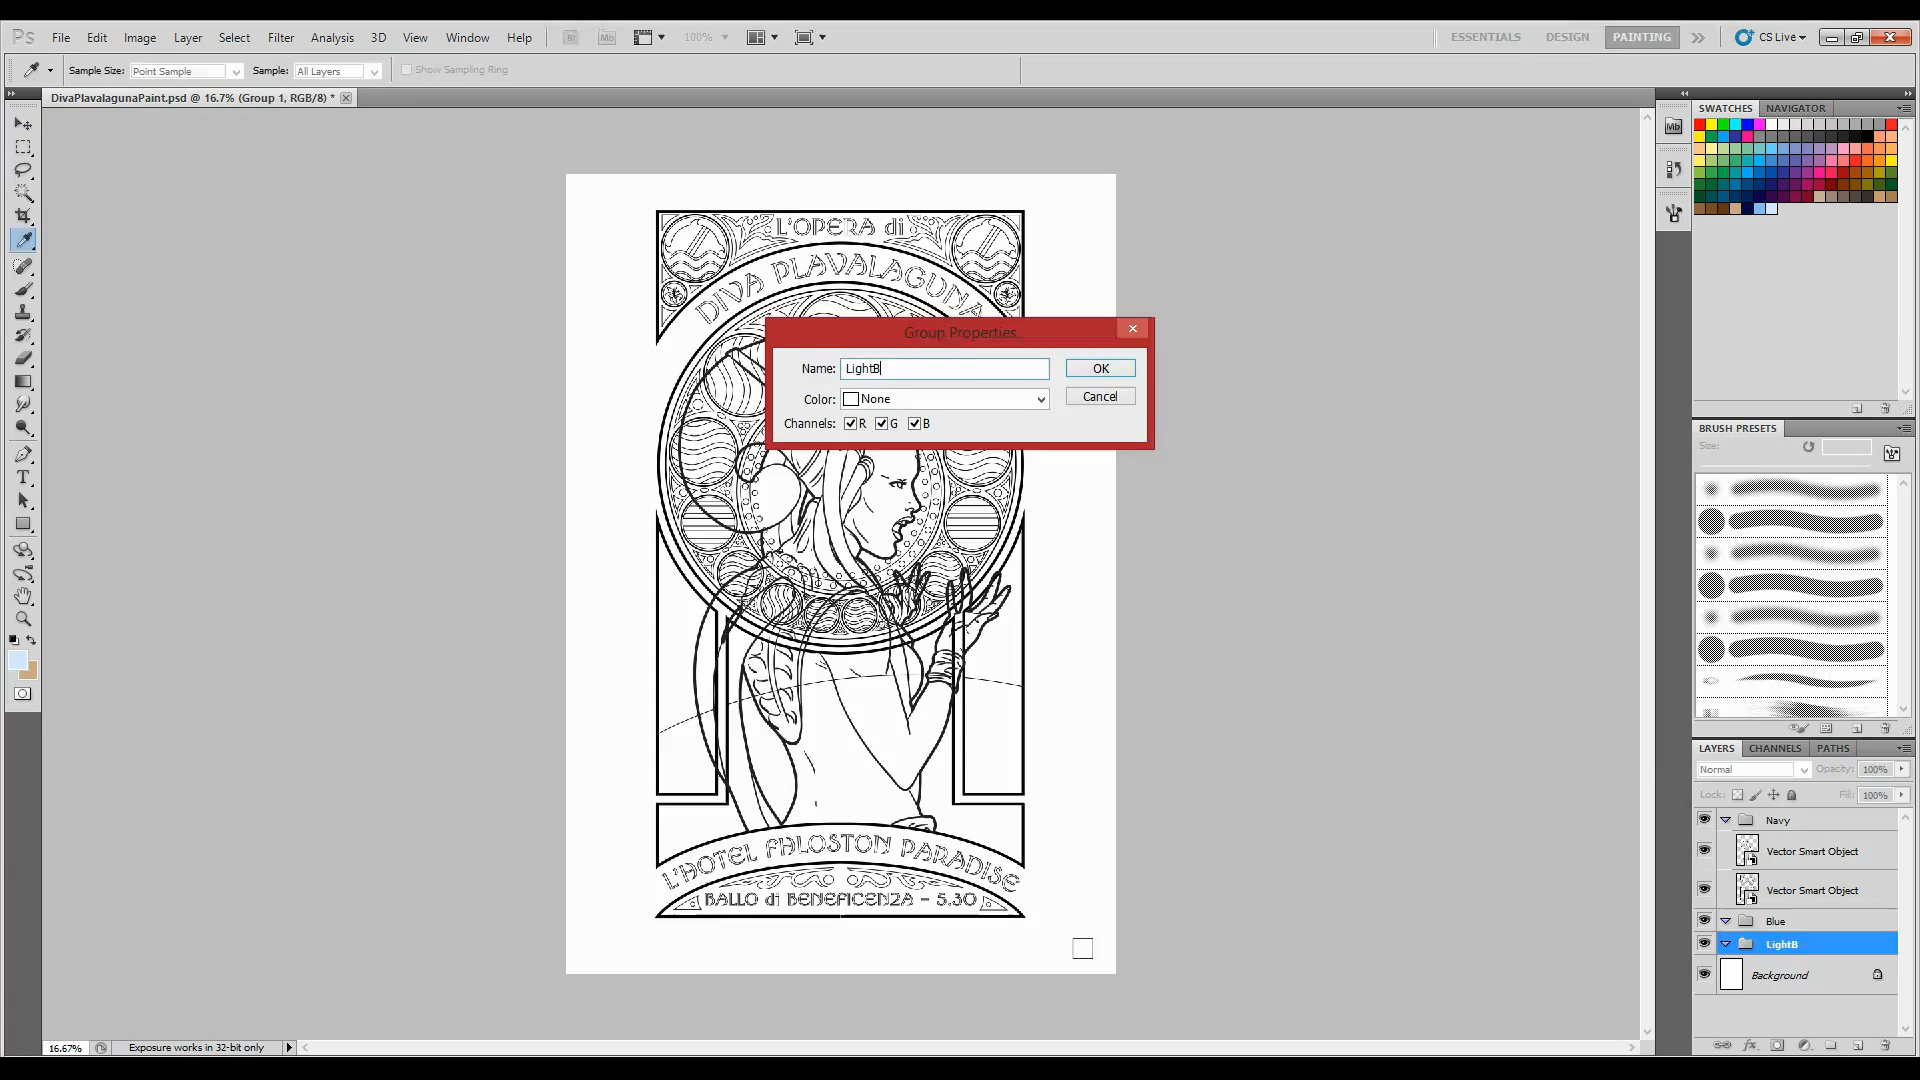 Ps File Edit Image Layer Select Filter Analysis 3D View Window Help Br Mb 100% ESSENTIALS DESIGN PAINTING CS Live
Sample Size: Point Sample Sample: All Layers Show Sampling Ring
DivaPlavalagunaPaint.psd @ 16.7% (Group 1, RGB/8) *
SWATCHES NAVIGATOR
Mb
L'OPERA di
DIVA PLAVALAGUNA
Group Properties...
Name: LightB OK
Color: None Cancel
Channels: R G B
BRUSH PRESETS
Size:
LAYERS CHANNELS PATHS
Normal Opacity: 100%
Lock: Fill: 100%
Navy
Vector Smart Object
Vector Smart Object
Blue
LightB
Background
L'HOTEL FHLOSTON PARADISE
BALLO di BENEFICENZA - 5.30
16.67% Exposure works in 32-bit only
fx
T